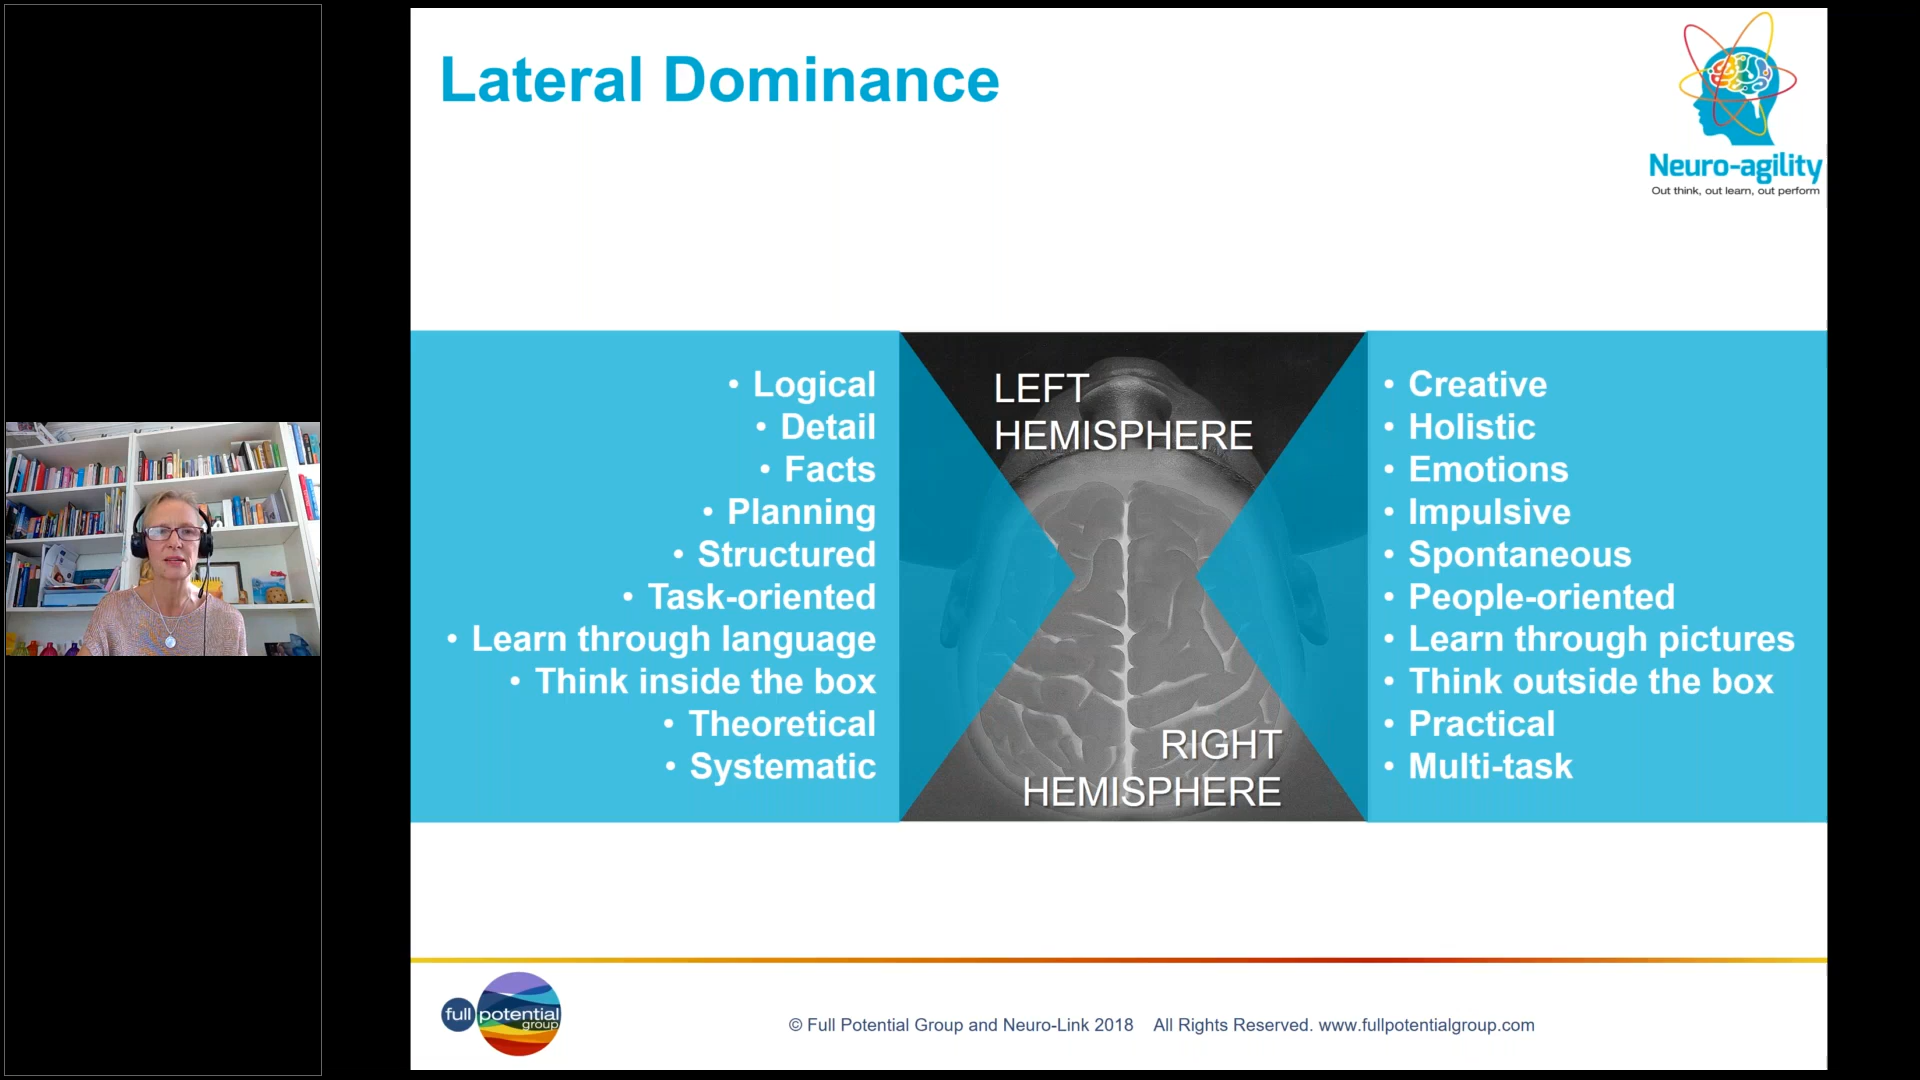 Lateral Dominance
Neuro-agility
Out think, out learn, out perform
• Logical
• Detail
• Facts
• Planning
• Structured
• Task-oriented
• Learn through language
• Think inside the box
• Theoretical
• Systematic
LEFT
HEMISPHERE
RIGHT
HEMISPHERE
• Creative
• Holistic
• Emotions
• Impulsive
• Spontaneous
• People-oriented
• Learn through pictures
• Think outside the box
• Practical
• Multi-task
full potential
group
© Full Potential Group and Neuro-Link 2018 All Rights Reserved. www.fullpotentialgroup.com